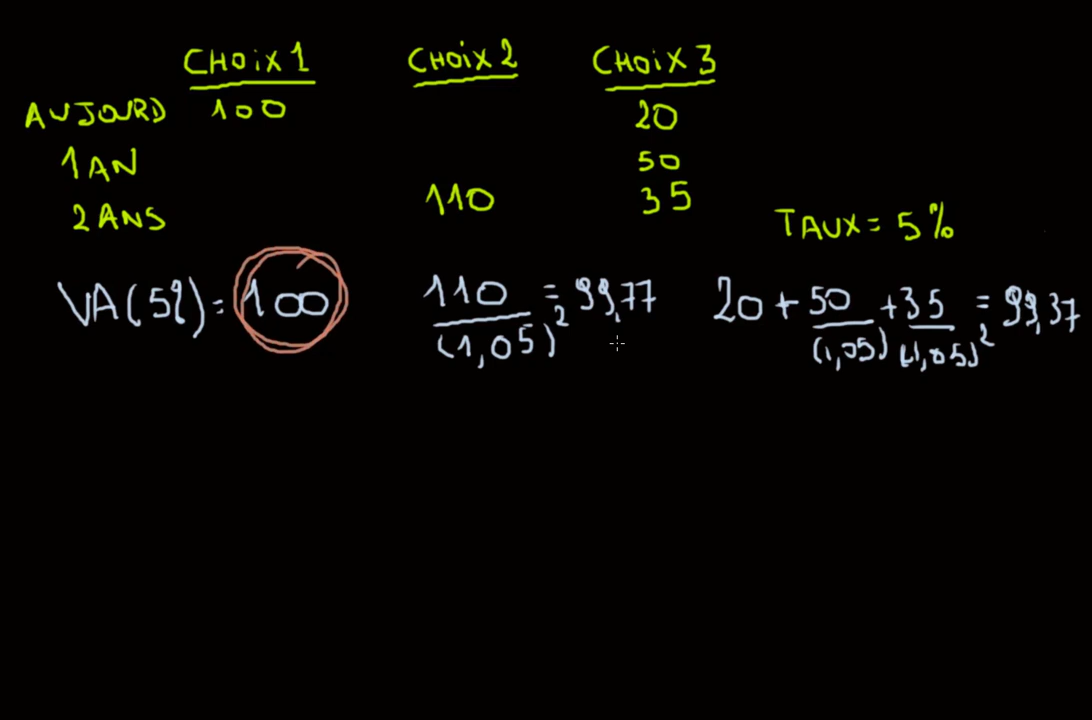 CHOIX 1 CHOIX 2 CHOIX 3
AUJOURD 100 20
1 AN 50
2 ANS 110 35
TAUX = 5%
VA(5%) = 100 110/(1,05)² = 99,77 20 + 50/(1,05) + 35/(1,05)² = 99,37